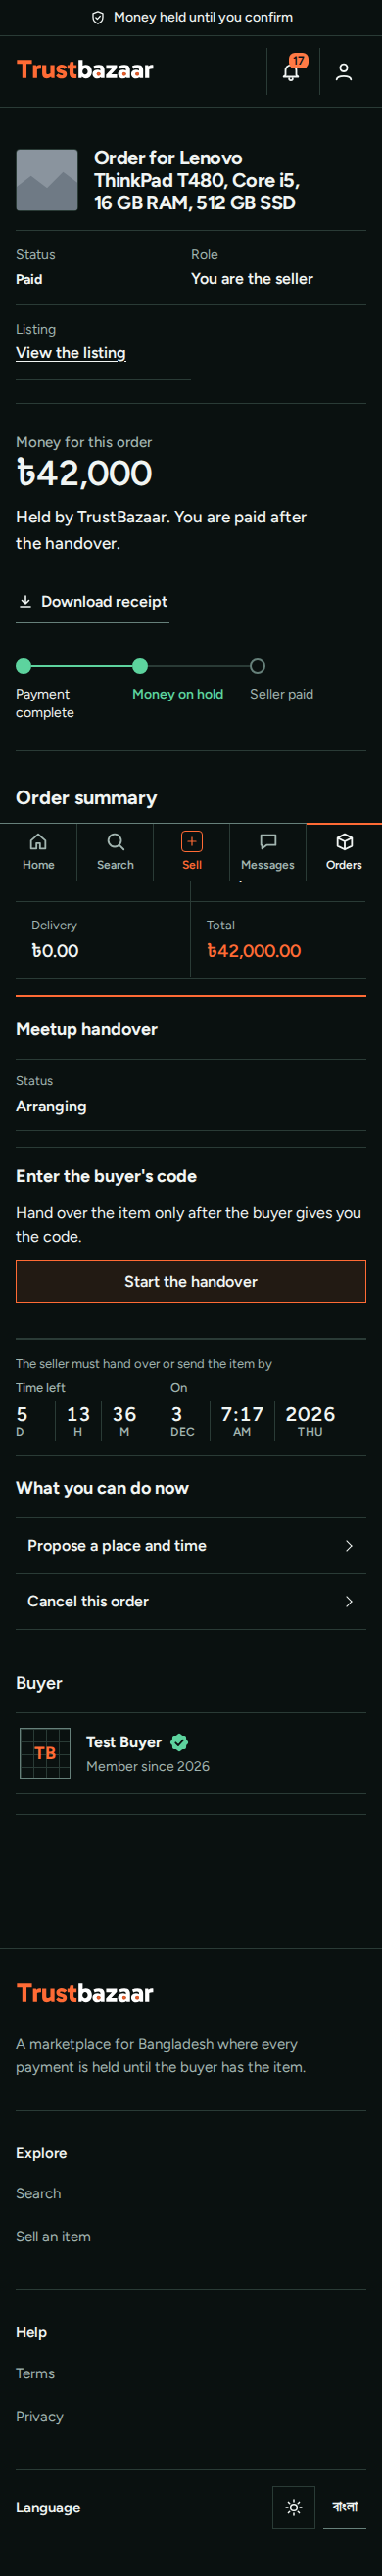 Money held until you confirm
Trustbazaar
17
Order for Lenovo
ThinkPad T480, Core i5,
16 GB RAM, 512 GB SSD
Status
Role
Paid
You are the seller
Listing
View the listing
Money for this order
৳42,000
Held by TrustBazaar. You are paid after
the handover.
Download receipt
Payment
complete
Money on hold
Seller paid
Order summary
Home
Search
Sell
Messages
Orders
Delivery
Total
৳0.00
৳42,000.00
Meetup handover
Status
Arranging
Enter the buyer's code
Hand over the item only after the buyer gives you
the code.
Start the handover
The seller must hand over or send the item by
Time left
On
5 13 36 3 7:17 2026
D H M DEC AM THU
What you can do now
Propose a place and time
Cancel this order
Buyer
TB
Test Buyer
Member since 2026
Trustbazaar
A marketplace for Bangladesh where every
payment is held until the buyer has the item.
Explore
Search
Sell an item
Help
Terms
Privacy
Language
বাংলা